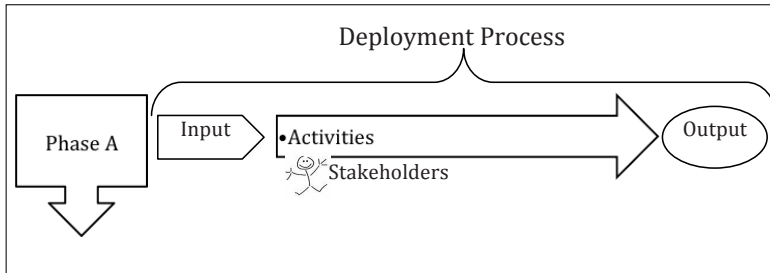 Deployment Process
Phase A
Input
•Activities
Output
Stakeholders